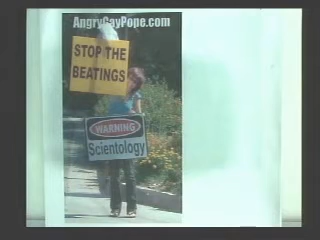 AngryGayPope.com
STOP THE
BEATINGS
WARNING
Scientology